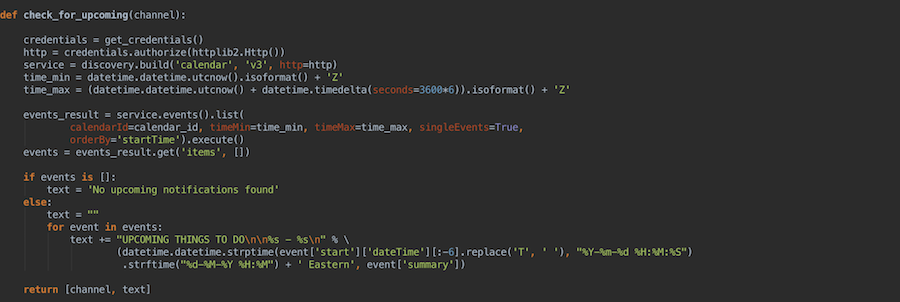 def check_for_upcoming(channel):
credentials = get_credentials()
http = credentials.authorize(httplib2.Http())
service = discovery.build('calendar', 'v3', http=http)
time_min = datetime.datetime.utcnow().isoformat() + 'Z'
time_max = (datetime.datetime.utcnow() + datetime.timedelta(seconds=3600*6)).isoformat() + 'Z'
events_result = service.events().list(
calendarId=calendar_id, timeMin=time_min, timeMax=time_max, singleEvents=True,
orderBy='startTime').execute()
events = events_result.get('items', [])
if events is []:
text = 'No upcoming notifications found'
else:
text = ""
for event in events:
text += "UPCOMING THINGS TO DO\n\n%s - %s\n" % \
(datetime.datetime.strptime(event['start']['dateTime'][:-6].replace('T', ' '), "%Y-%m-%d %H:%M:%S")
.strftime("%d-%M-%Y %H:%M") + ' Eastern', event['summary'])
return [channel, text]